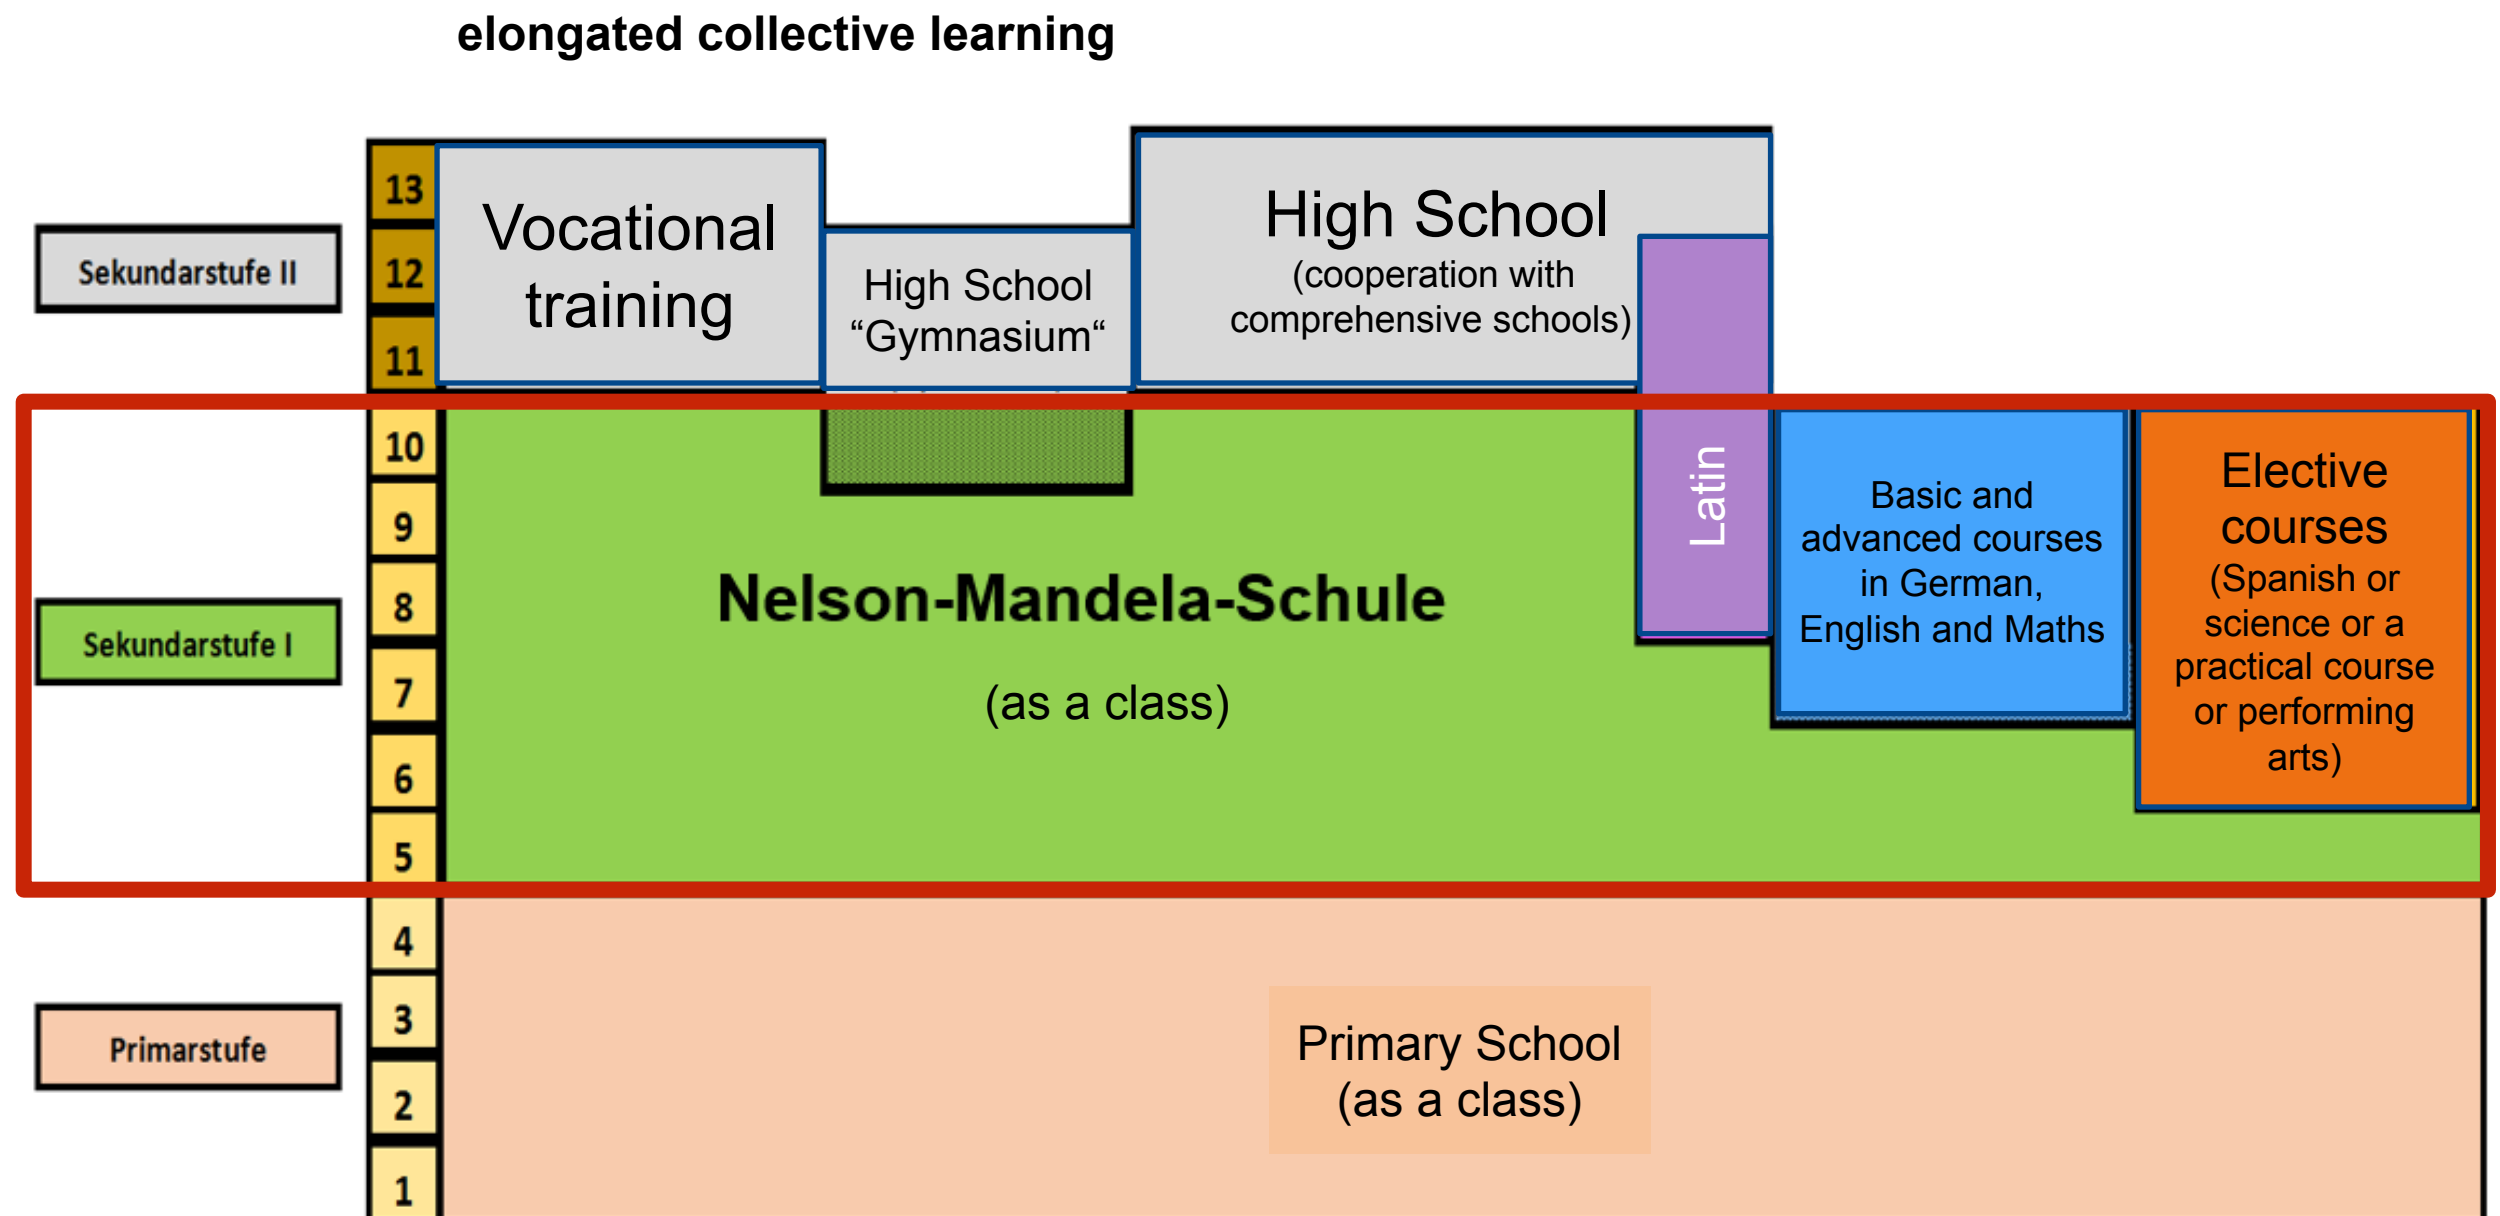 elongated collective learning
13
12
11
10
9
8
7
6
5
4
3
2
1
Sekundarstufe II
Sekundarstufe I
Primarstufe
Vocational
training
High School
“Gymnasium“
High School
(cooperation with
comprehensive schools)
Latin
Nelson-Mandela-Schule
(as a class)
Basic and
advanced courses
in German,
English and Maths
Elective
courses
(Spanish or
science or a
practical course
or performing
arts)
Primary School
(as a class)